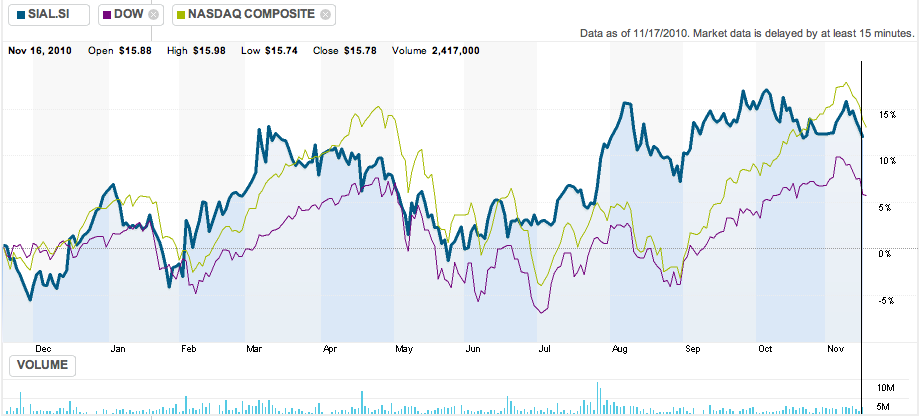 SIAL.SI DOW NASDAQ COMPOSITE
Data as of 11/17/2010. Market data is delayed by at least 15 minutes.
Nov 16, 2010 Open $15.88 High $15.98 Low $15.74 Close $15.78 Volume 2,417,000
15%
10%
5%
0%
-5%
Dec Jan Feb Mar Apr May Jun Jul Aug Sep Oct Nov
VOLUME
10M
5M